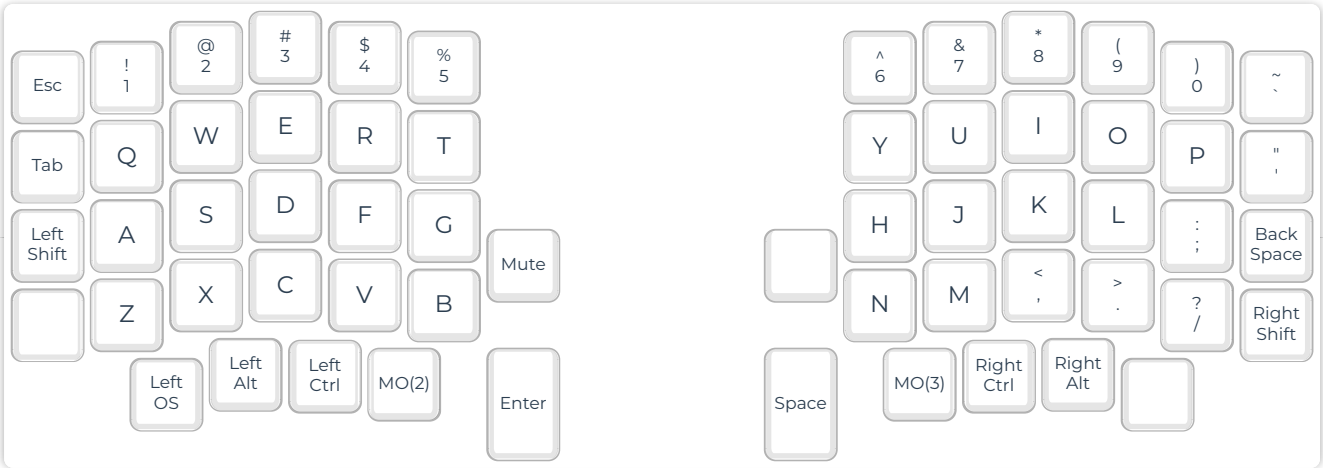 Esc
!
1
@
2
#
3
$
4
%
5
^
6
&
7
*
8
(
9
)
0
~
`
Tab
Q
W
E
R
T
Y
U
I
O
P
"
'
Left
Shift
A
S
D
F
G
Mute
H
J
K
L
:
;
Back
Space
Z
X
C
V
B
N
M
<
,
>
.
?
/
Right
Shift
Left
OS
Left
Alt
Left
Ctrl
MO(2)
Enter
Space
MO(3)
Right
Ctrl
Right
Alt